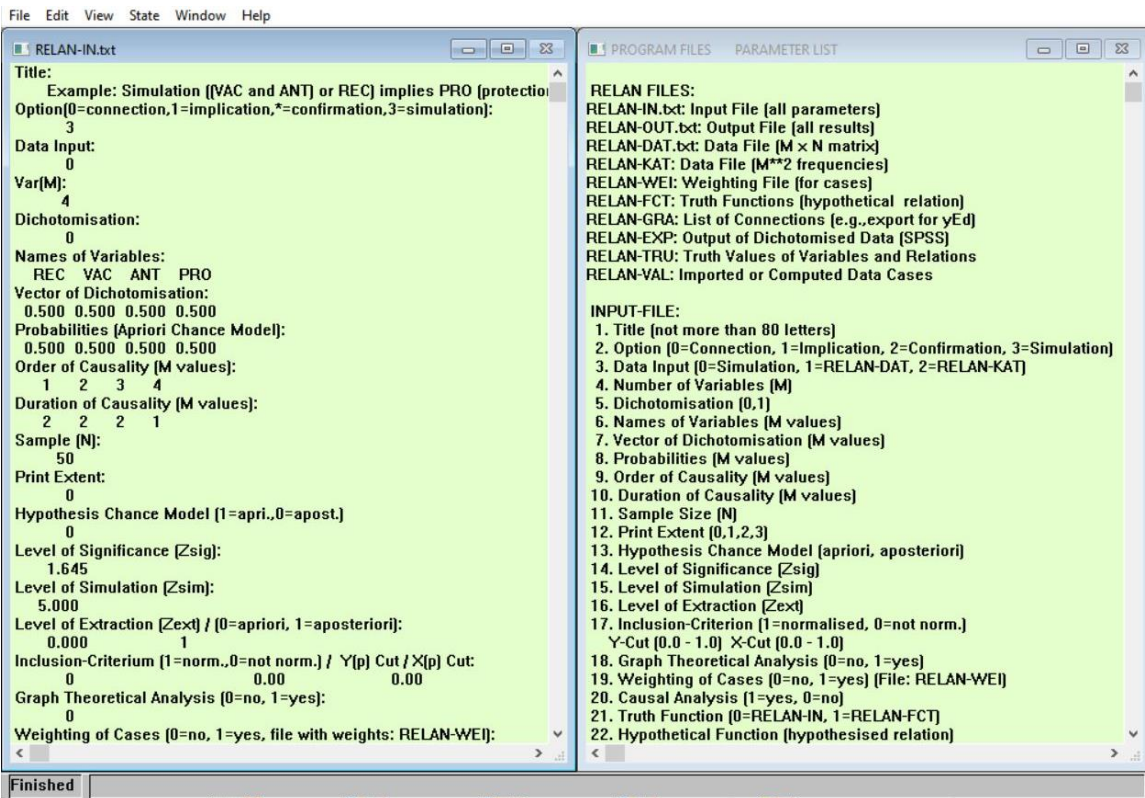 File Edit View State Window Help
RELAN-IN.txt
Title:
Example: Simulation [(VAC and ANT) or REC] implies PRO (protection
Option(0=connection,1=implication,*=confirmation,3=simulation):
3
Data Input:
0
Var(M):
4
Dichotomisation:
0
Names of Variables:
REC VAC ANT PRO
Vector of Dichotomisation:
0.500 0.500 0.500 0.500
Probabilities (Apriori Chance Model):
0.500 0.500 0.500 0.500
Order of Causality (M values):
1 2 3 4
Duration of Causality (M values):
2 2 2 1
Sample (N):
50
Print Extent:
0
Hypothesis Chance Model (1=apri.,0=apost.)
0
Level of Significance (Zsig):
1.645
Level of Simulation (Zsim):
5.000
Level of Extraction (Zext) / (0=apriori, 1=aposteriori):
0.000 1
Inclusion-Criterium (1=norm.,0=not norm.) / Y(p) Cut / X(p) Cut:
0 0.00 0.00
Graph Theoretical Analysis (0=no, 1=yes):
0
Weighting of Cases (0=no, 1=yes, file with weights: RELAN-WEI):
PROGRAM FILES PARAMETER LIST
RELAN FILES:
RELAN-IN.txt: Input File (all parameters)
RELAN-OUT.txt: Output File (all results)
RELAN-DAT.txt: Data File (M x N matrix)
RELAN-KAT: Data File (M**2 frequencies)
RELAN-WEI: Weighting File (for cases)
RELAN-FCT: Truth Functions (hypothetical relation)
RELAN-GRA: List of Connections (e.g.,export for yEd)
RELAN-EXP: Output of Dichotomised Data (SPSS)
RELAN-TRU: Truth Values of Variables and Relations
RELAN-VAL: Imported or Computed Data Cases
INPUT-FILE:
1. Title (not more than 80 letters)
2. Option (0=Connection, 1=Implication, 2=Confirmation, 3=Simulation)
3. Data Input (0=Simulation, 1=RELAN-DAT, 2=RELAN-KAT)
4. Number of Variables (M)
5. Dichotomisation (0,1)
6. Names of Variables (M values)
7. Vector of Dichotomisation (M values)
8. Probabilities (M values)
9. Order of Causality (M values)
10. Duration of Causality (M values)
11. Sample Size (N)
12. Print Extent (0,1,2,3)
13. Hypothesis Chance Model (apriori, aposteriori)
14. Level of Significance (Zsig)
15. Level of Simulation (Zsim)
16. Level of Extraction (Zext)
17. Inclusion-Criterion (1=normalised, 0=not norm.)
Y-Cut (0.0 - 1.0) X-Cut (0.0 - 1.0)
18. Graph Theoretical Analysis (0=no, 1=yes)
19. Weighting of Cases (0=no, 1=yes) (File: RELAN-WEI)
20. Causal Analysis (1=yes, 0=no)
21. Truth Function (0=RELAN-IN, 1=RELAN-FCT)
22. Hypothetical Function (hypothesised relation)
Finished